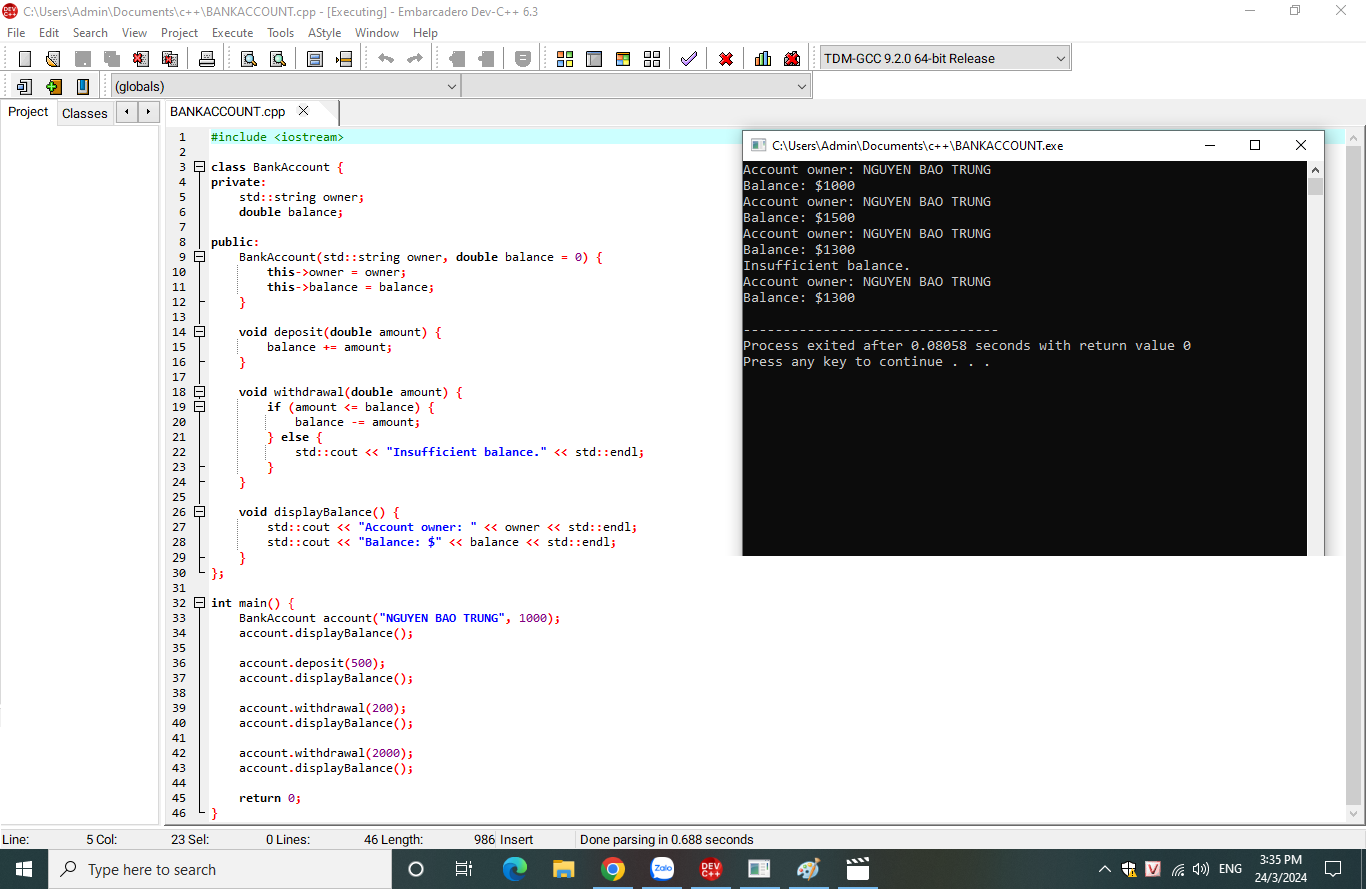 C:\Users\Admin\Documents\c++\BANKACCOUNT.cpp - [Executing] - Embarcadero Dev-C++ 6.3
File Edit Search View Project Execute Tools AStyle Window Help
TDM-GCC 9.2.0 64-bit Release
(globals)
Project Classes
BANKACCOUNT.cpp
1 #include <iostream>
2
3 class BankAccount {
4 private:
5 std::string owner;
6 double balance;
7
8 public:
9 BankAccount(std::string owner, double balance = 0) {
10 this->owner = owner;
11 this->balance = balance;
12 }
13
14 void deposit(double amount) {
15 balance += amount;
16 }
17
18 void withdrawal(double amount) {
19 if (amount <= balance) {
20 balance -= amount;
21 } else {
22 std::cout << "Insufficient balance." << std::endl;
23 }
24 }
25
26 void displayBalance() {
27 std::cout << "Account owner: " << owner << std::endl;
28 std::cout << "Balance: $" << balance << std::endl;
29 }
30 };
31
32 int main() {
33 BankAccount account("NGUYEN BAO TRUNG", 1000);
34 account.displayBalance();
35
36 account.deposit(500);
37 account.displayBalance();
38
39 account.withdrawal(200);
40 account.displayBalance();
41
42 account.withdrawal(2000);
43 account.displayBalance();
44
45 return 0;
46 }
C:\Users\Admin\Documents\c++\BANKACCOUNT.exe
Account owner: NGUYEN BAO TRUNG
Balance: $1000
Account owner: NGUYEN BAO TRUNG
Balance: $1500
Account owner: NGUYEN BAO TRUNG
Balance: $1300
Insufficient balance.
Account owner: NGUYEN BAO TRUNG
Balance: $1300
--------------------------------
Process exited after 0.08058 seconds with return value 0
Press any key to continue . . .
Line: 5 Col: 23 Sel: 0 Lines: 46 Length: 986 Insert Done parsing in 0.688 seconds
Type here to search
Zalo
DEV C++
V
ENG
3:35 PM
24/3/2024